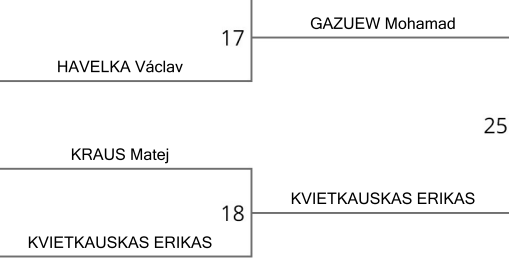 GAZUEW Mohamad
17
HAVELKA Václav
25
KRAUS Matej
KVIETKAUSKAS ERIKAS
18
KVIETKAUSKAS ERIKAS